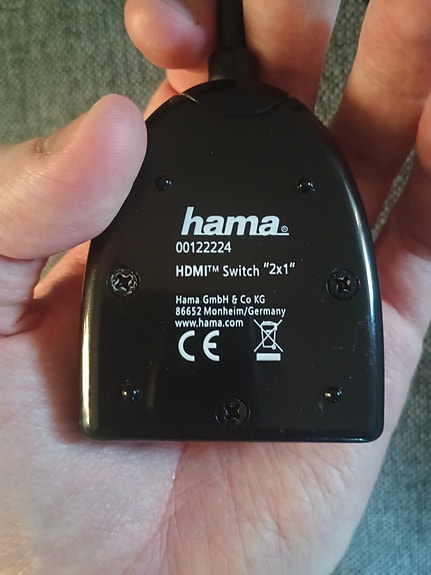 hama®
00122224
HDMI™ Switch "2x1"
Hama GmbH & Co KG
86652 Monheim/Germany
www.hama.com
CE